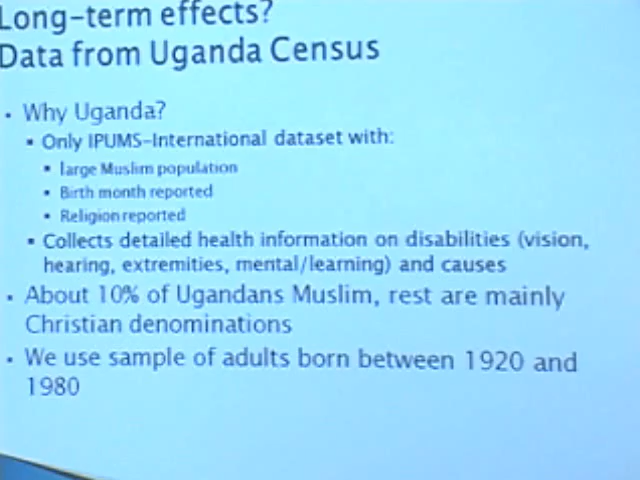 Long-term effects?
Data from Uganda Census
• Why Uganda?
▪ Only IPUMS-International dataset with:
▪ large Muslim population
▪ Birth month reported
▪ Religion reported
▪ Collects detailed health information on disabilities (vision,
hearing, extremities, mental/learning) and causes
• About 10% of Ugandans Muslim, rest are mainly
Christian denominations
• We use sample of adults born between 1920 and
1980